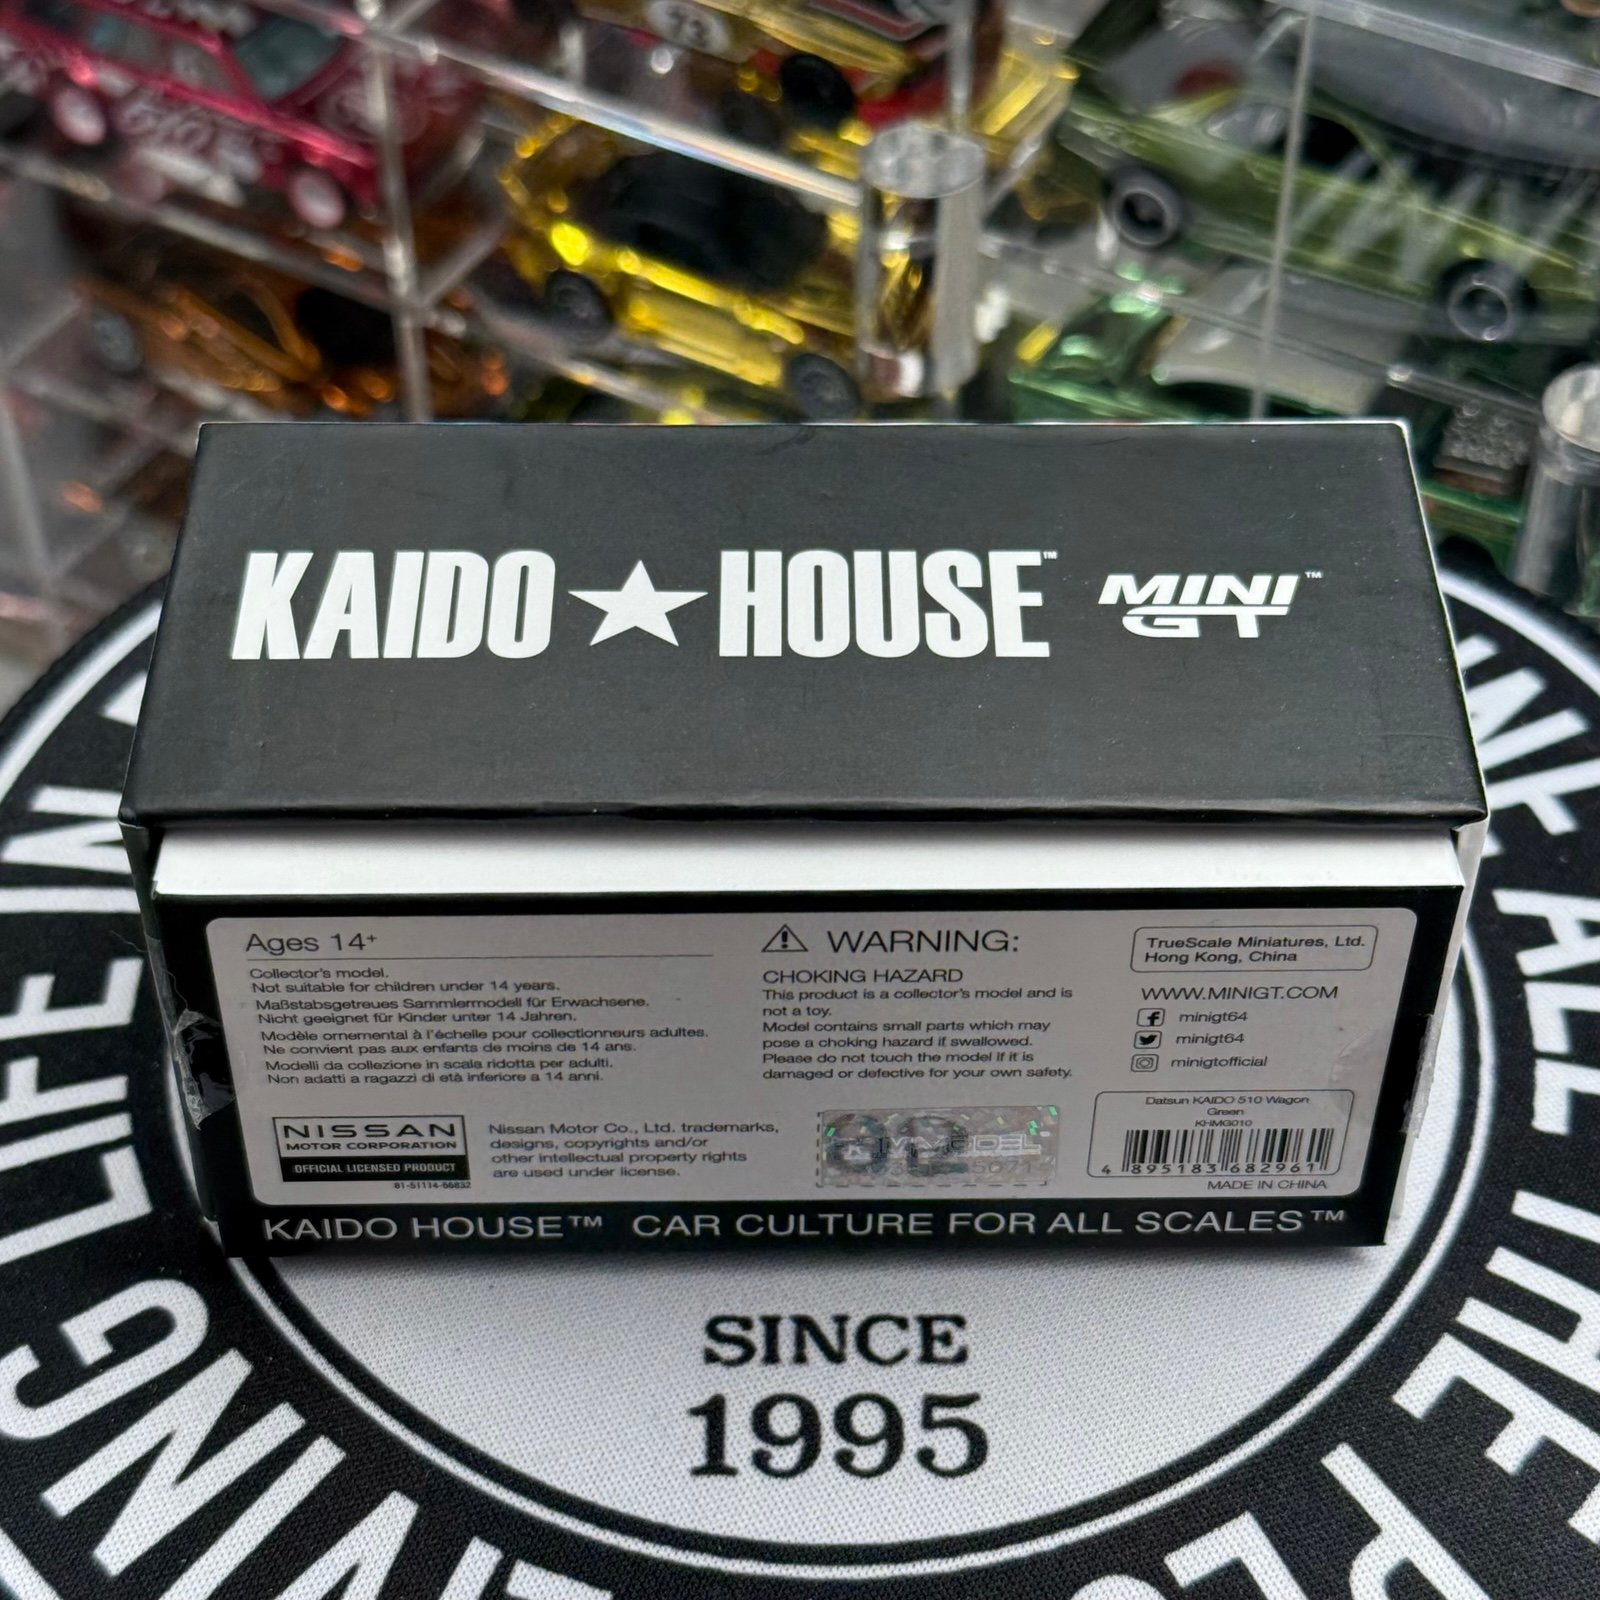 73
KAIDO★HOUSE™ MINI GT™
Ages 14+
Collector's model.
Not suitable for children under 14 years.
Maßstabsgetreues Sammlermodell für Erwachsene.
Nicht geeignet für Kinder unter 14 Jahren.
Modèle ornemental à l'échelle pour collectionneurs adultes.
Ne convient pas aux enfants de moins de 14 ans.
Modelli da collezione in scala ridotta per adulti.
Non adatti a ragazzi di età inferiore a 14 anni.
WARNING:
CHOKING HAZARD
This product is a collector's model and is
not a toy.
Model contains small parts which may
pose a choking hazard if swallowed.
Please do not touch the model if it is
damaged or defective for your own safety.
TrueScale Miniatures, Ltd.
Hong Kong, China
WWW.MINIGT.COM
minigt64
minigt64
minigtofficial
NISSAN
MOTOR CORPORATION
OFFICIAL LICENSED PRODUCT
81-51114-56832
Nissan Motor Co., Ltd. trademarks,
designs, copyrights and/or
other intellectual property rights
are used under license.
Datsun KAIDO 510 Wagon
Green
KHMG010
4 895183 682961
MADE IN CHINA
KAIDO HOUSE™ CAR CULTURE FOR ALL SCALES™
SINCE
1995
LIFE IN
ALL THE